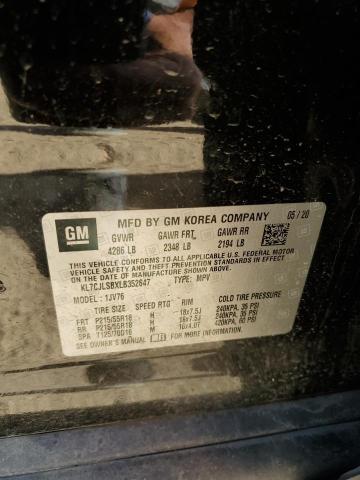 GM
MFD BY GM KOREA COMPANY 05/20
GVWR GAWR FRT GAWR RR
4286 LB 2348 LB 2194 LB
THIS VEHICLE CONFORMS TO ALL APPLICABLE U.S. FEDERAL MOTOR
VEHICLE SAFETY, BUMPER, AND THEFT PREVENTION STANDARDS IN
EFFECT ON THE DATE OF MANUFACTURE SHOWN ABOVE.
KL7CJLSBXLB352647 TYPE: MPV
MODEL: 1JV76
TIRE SIZE SPEED RIM COLD TIRE PRESSURE
FRT P215/55R18 H 18x7.5J 240KPA, 35 PSI
RR P215/55R18 H 18x7.5J 240KPA, 35 PSI
SPA T125/70D16 M 16x4.0T 420KPA, 60 PSI
SEE OWNER'S MANUAL FOR MORE INFORMATION.